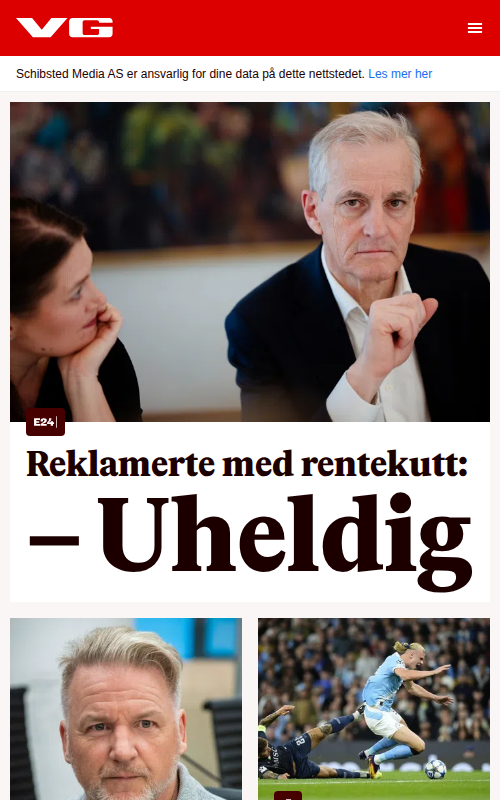 VG
Schibsted Media AS er ansvarlig for dine data på dette nettstedet. Les mer her
E24
Reklamerte med rentekutt:
– Uheldig